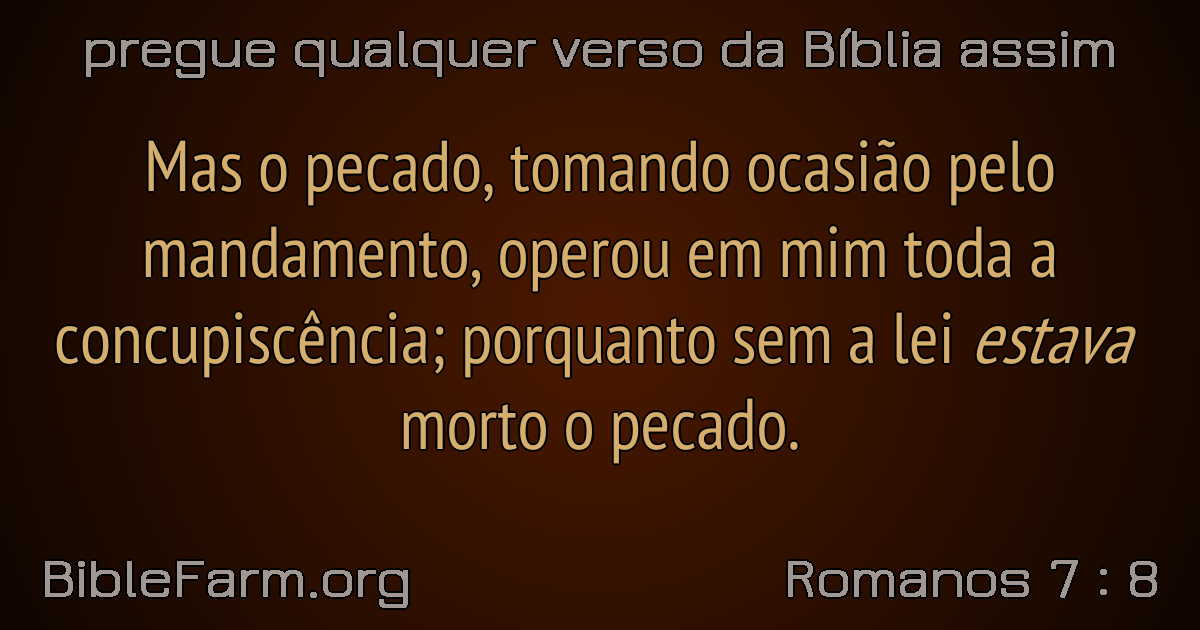 pregue qualquer verso da Bíblia assim
Mas o pecado, tomando ocasião pelo
mandamento, operou em mim toda a
concupiscência; porquanto sem a lei estava
morto o pecado.
BibleFarm.org
Romanos 7 : 8